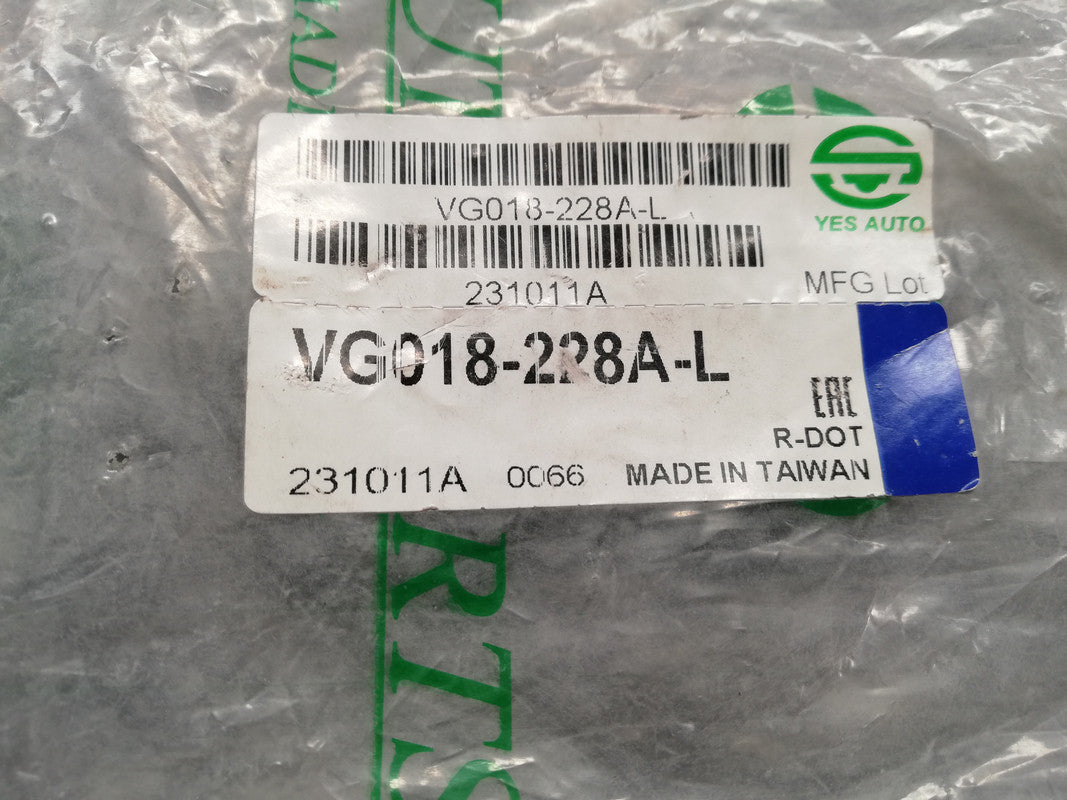 VG018-228A-L
YES AUTO
231011A
MFG Lot
VG018-228A-L
EAC
R-DOT
231011A 0066 MADE IN TAIWAN